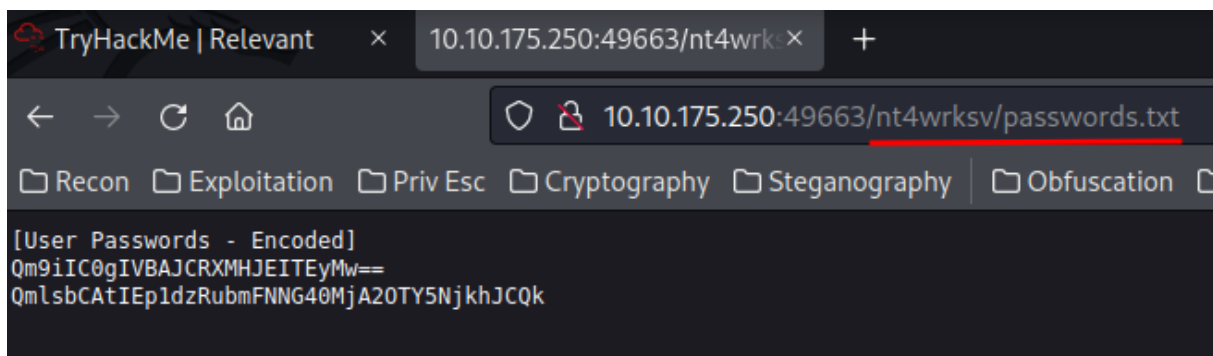 TryHackMe | Relevant × 10.10.175.250:49663/nt4wrks × +
10.10.175.250:49663/nt4wrksv/passwords.txt
Recon Exploitation Priv Esc Cryptography Steganography Obfuscation
[User Passwords - Encoded]
Qm9iIC0gIVBAJCRXMHJEITEyMw==
QmlsbCAtIEp1dzRubmFNNG40MjA2OTY5NjkhJCQk